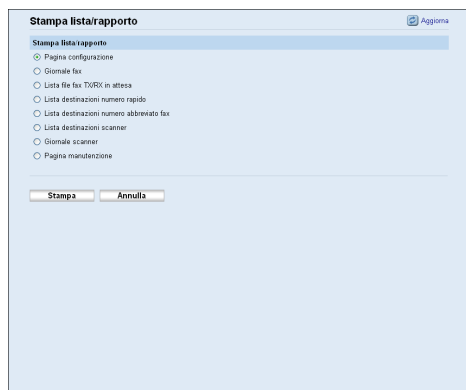 Stampa lista/rapporto
Aggiorna
Stampa lista/rapporto
Pagina configurazione
Giornale fax
Lista file fax TX/RX in attesa
Lista destinazioni numero rapido
Lista destinazioni numero abbreviato fax
Lista destinazioni scanner
Giornale scanner
Pagina manutenzione
Stampa Annulla